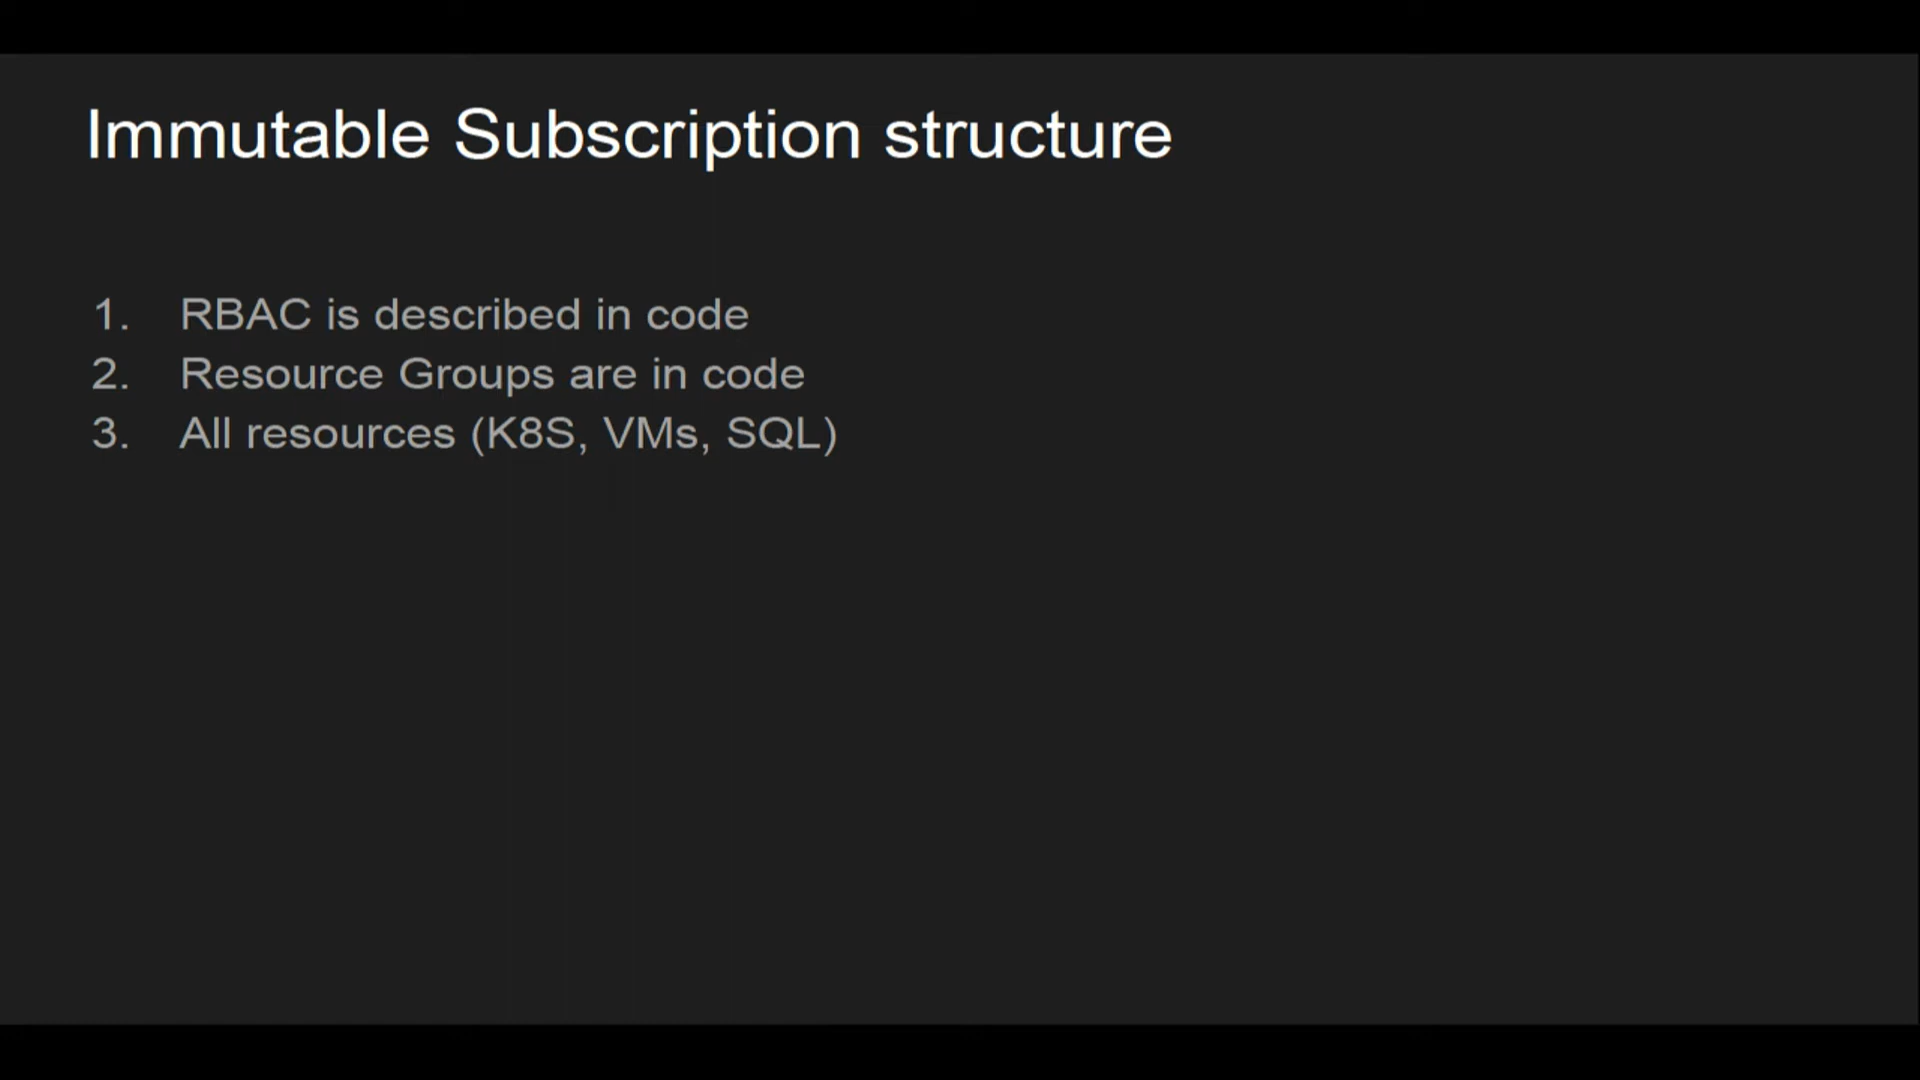 Immutable Subscription structure
1. RBAC is described in code
2. Resource Groups are in code
3. All resources (K8S, VMs, SQL)